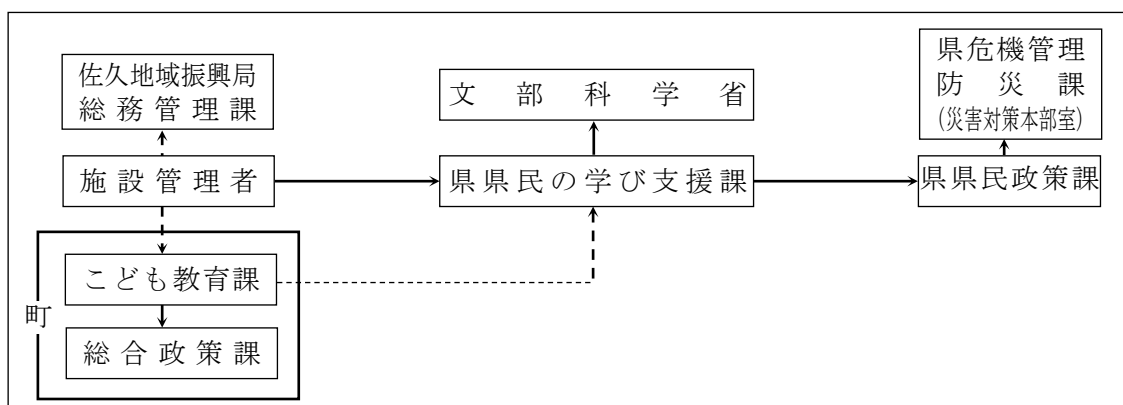 佐久地域振興局
総務管理課
文部科学省
県危機管理
防災課
(災害対策本部室)
施設管理者
県県民の学び支援課
県県民政策課
こども教育課
町
総合政策課